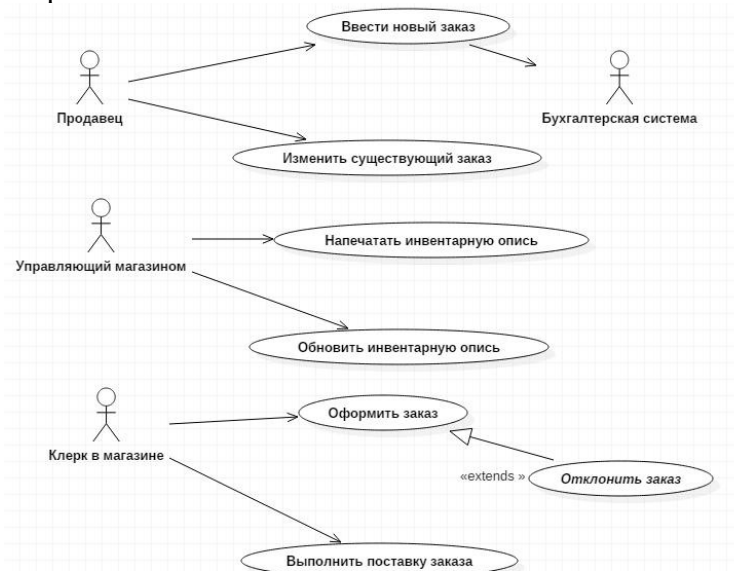 Ввести новый заказ
Продавец
Бухгалтерская система
Изменить существующий заказ
Напечатать инвентарную опись
Управляющий магазином
Обновить инвентарную опись
Оформить заказ
Клерк в магазине
«extends »
Отклонить заказ
Выполнить поставку заказа